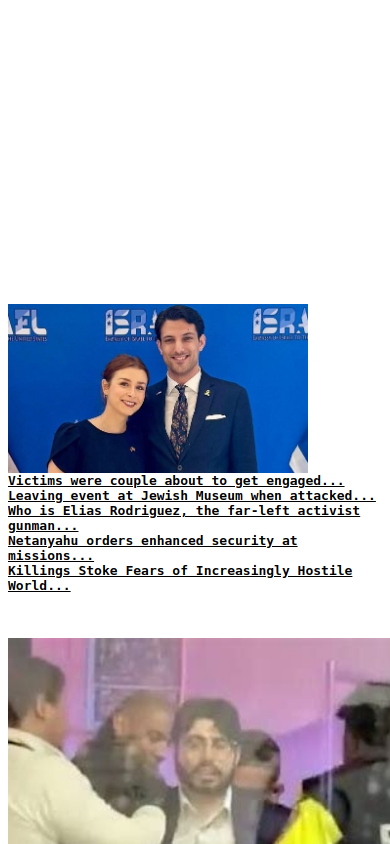 AEL
ISRA
ISRA
Victims were couple about to get engaged...
Leaving event at Jewish Museum when attacked...
Who is Elias Rodriguez, the far-left activist
gunman...
Netanyahu orders enhanced security at
missions...
Killings Stoke Fears of Increasingly Hostile
World...